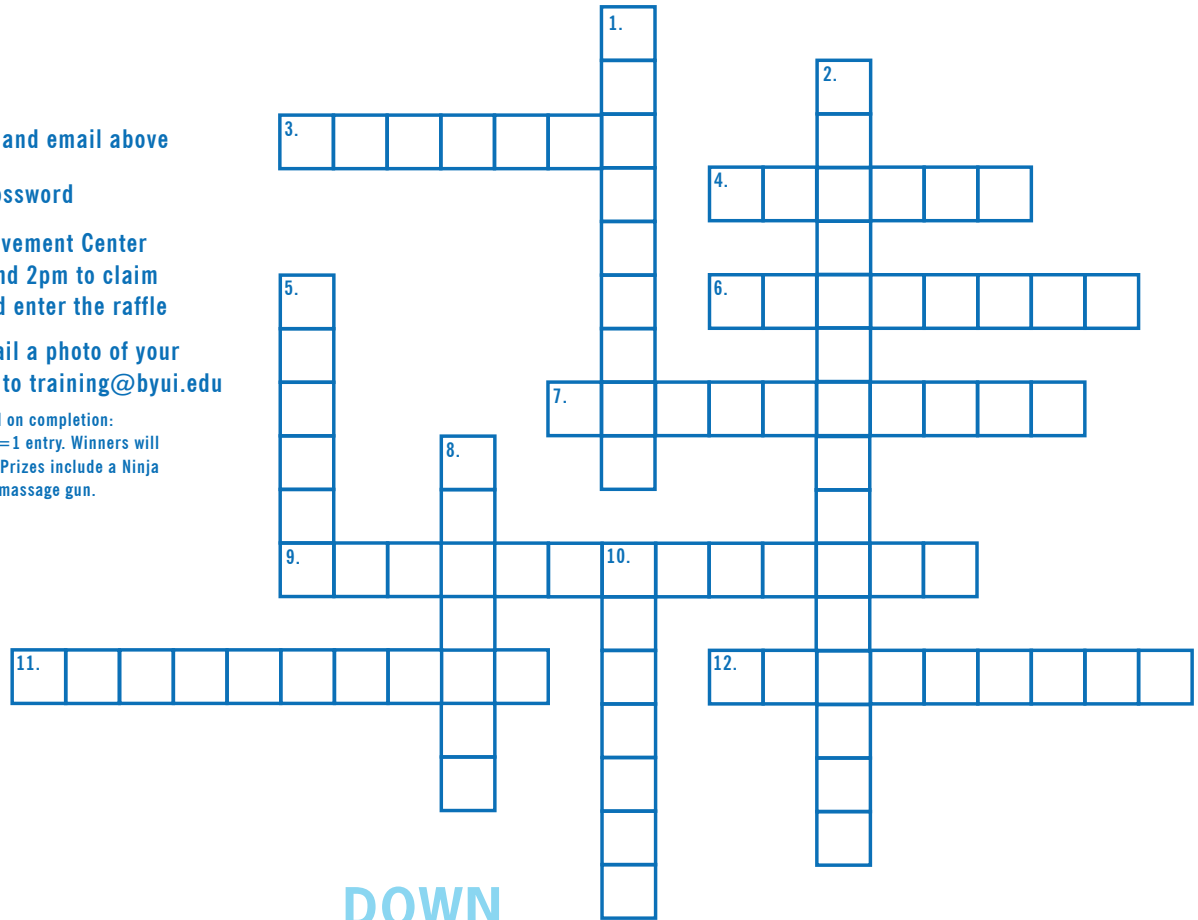 1.
2.
3.
and email above
4.
ossword
vement Center
nd 2pm to claim
d enter the raffle
5.
6.
ail a photo of your
to training@byui.edu
7.
on completion:
=1 entry. Winners will
Prizes include a Ninja
massage gun.
8.
9.
10.
11.
12.
DOWN